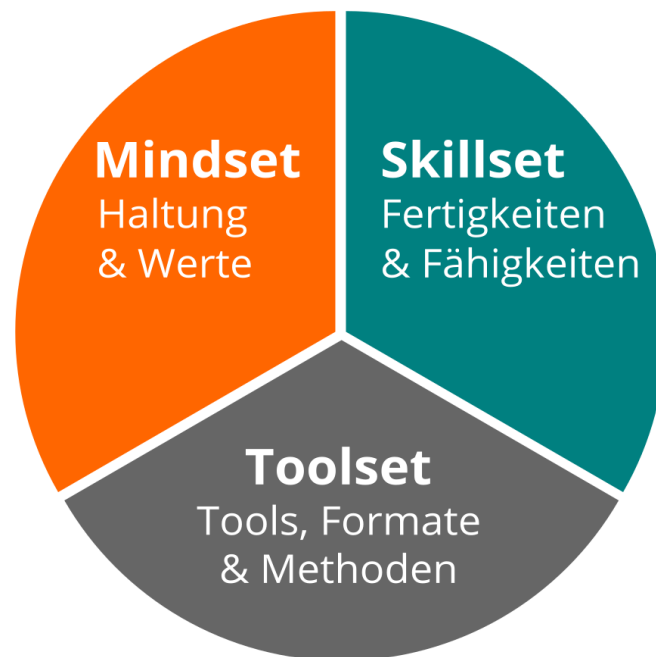 Mindset
Haltung
& Werte
Skillset
Fertigkeiten
& Fähigkeiten
Toolset
Tools, Formate
& Methoden